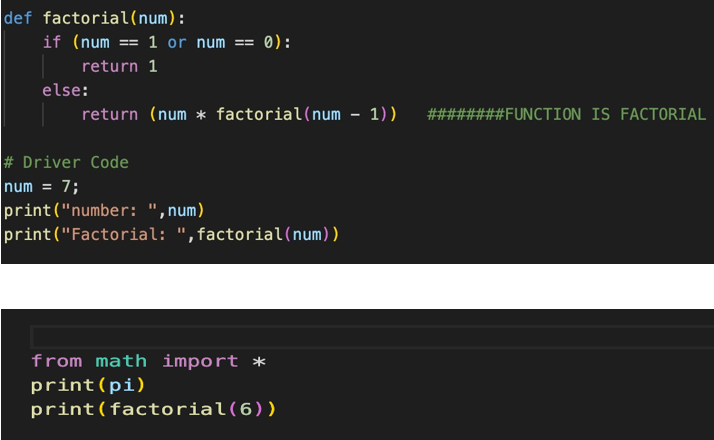 def factorial(num):
    if (num == 1 or num == 0):
        return 1
    else:
        return (num * factorial(num - 1))   ########FUNCTION IS FACTORIAL
# Driver Code
num = 7;
print("number: ",num)
print("Factorial: ",factorial(num))
from math import *
print(pi)
print(factorial(6))